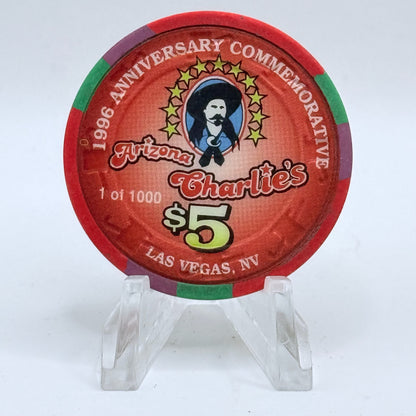 1996 ANNIVERSARY COMMEMORATIVE
Arizona
Charlie's
1 of 1000
$5
LAS VEGAS, NV